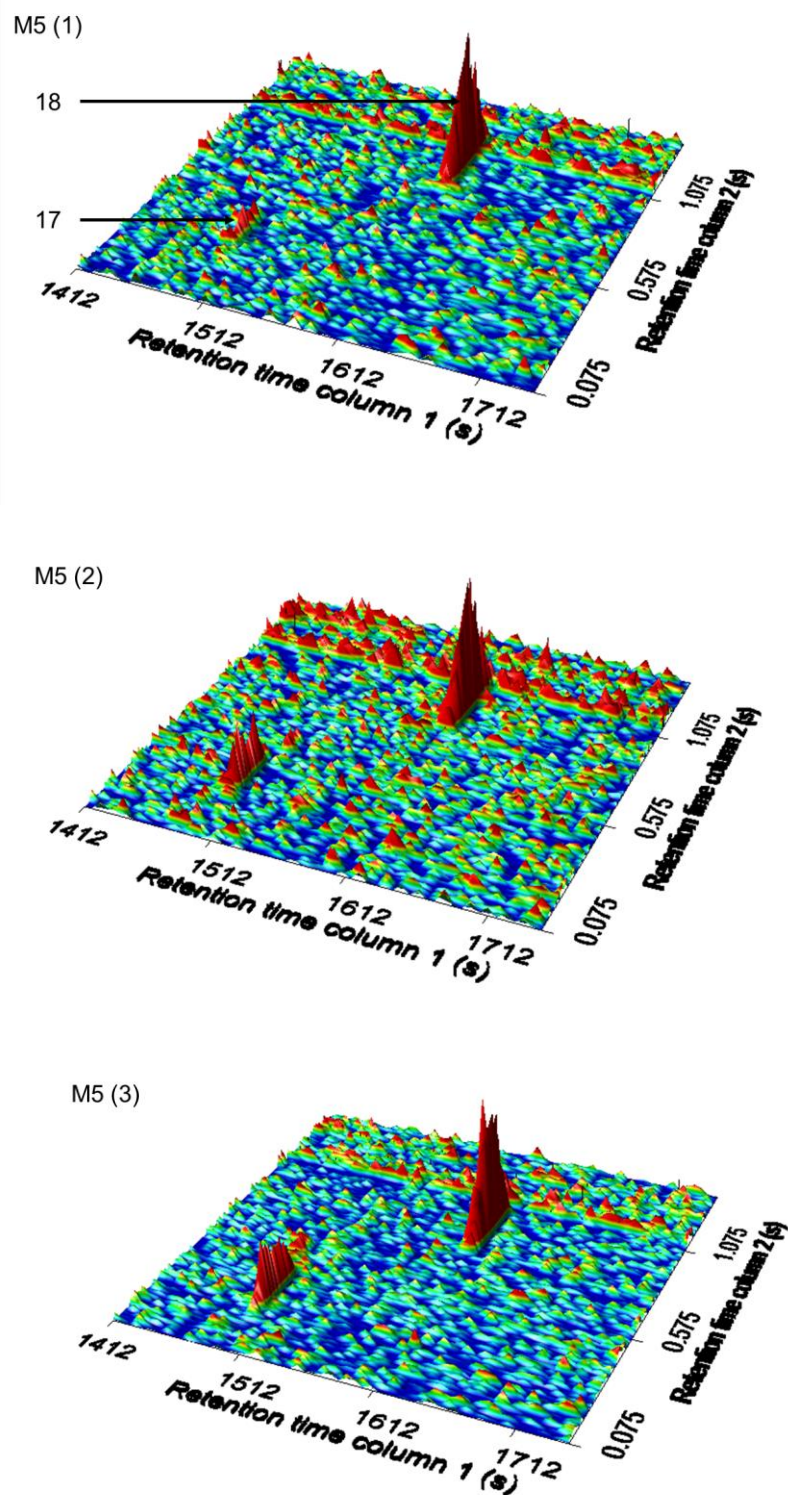 M5 (1)
18
17
1412
1512
1612
1712
Retention time column 1 (s)
0.075
0.575
1.075
Retention time column 2 (s)
M5 (2)
1412
1512
1612
1712
Retention time column 1 (s)
0.075
0.575
1.075
Retention time column 2 (s)
M5 (3)
1412
1512
1612
1712
Retention time column 1 (s)
0.075
0.575
1.075
Retention time column 2 (s)